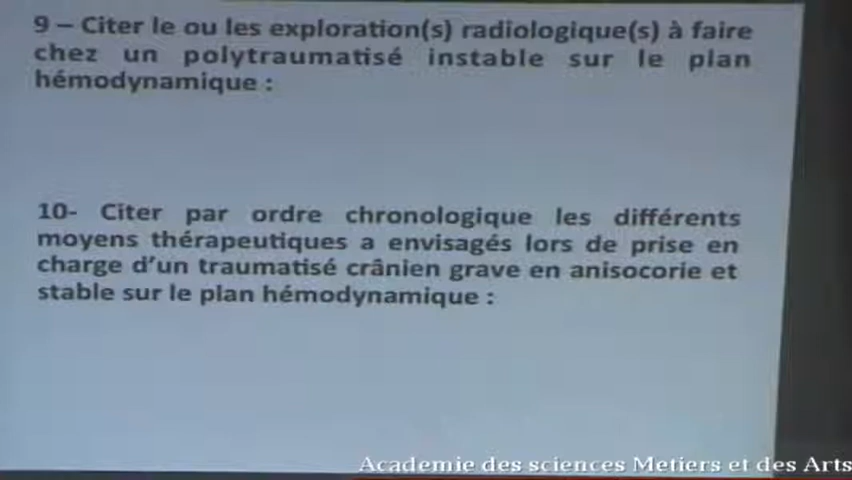 9 – Citer le ou les exploration(s) radiologique(s) à faire
chez un polytraumatisé instable sur le plan
hémodynamique :
10- Citer par ordre chronologique les différents
moyens thérapeutiques a envisagés lors de prise en
charge d'un traumatisé crânien grave en anisocorie et
stable sur le plan hémodynamique :
Academie des sciences Metiers et des Arts